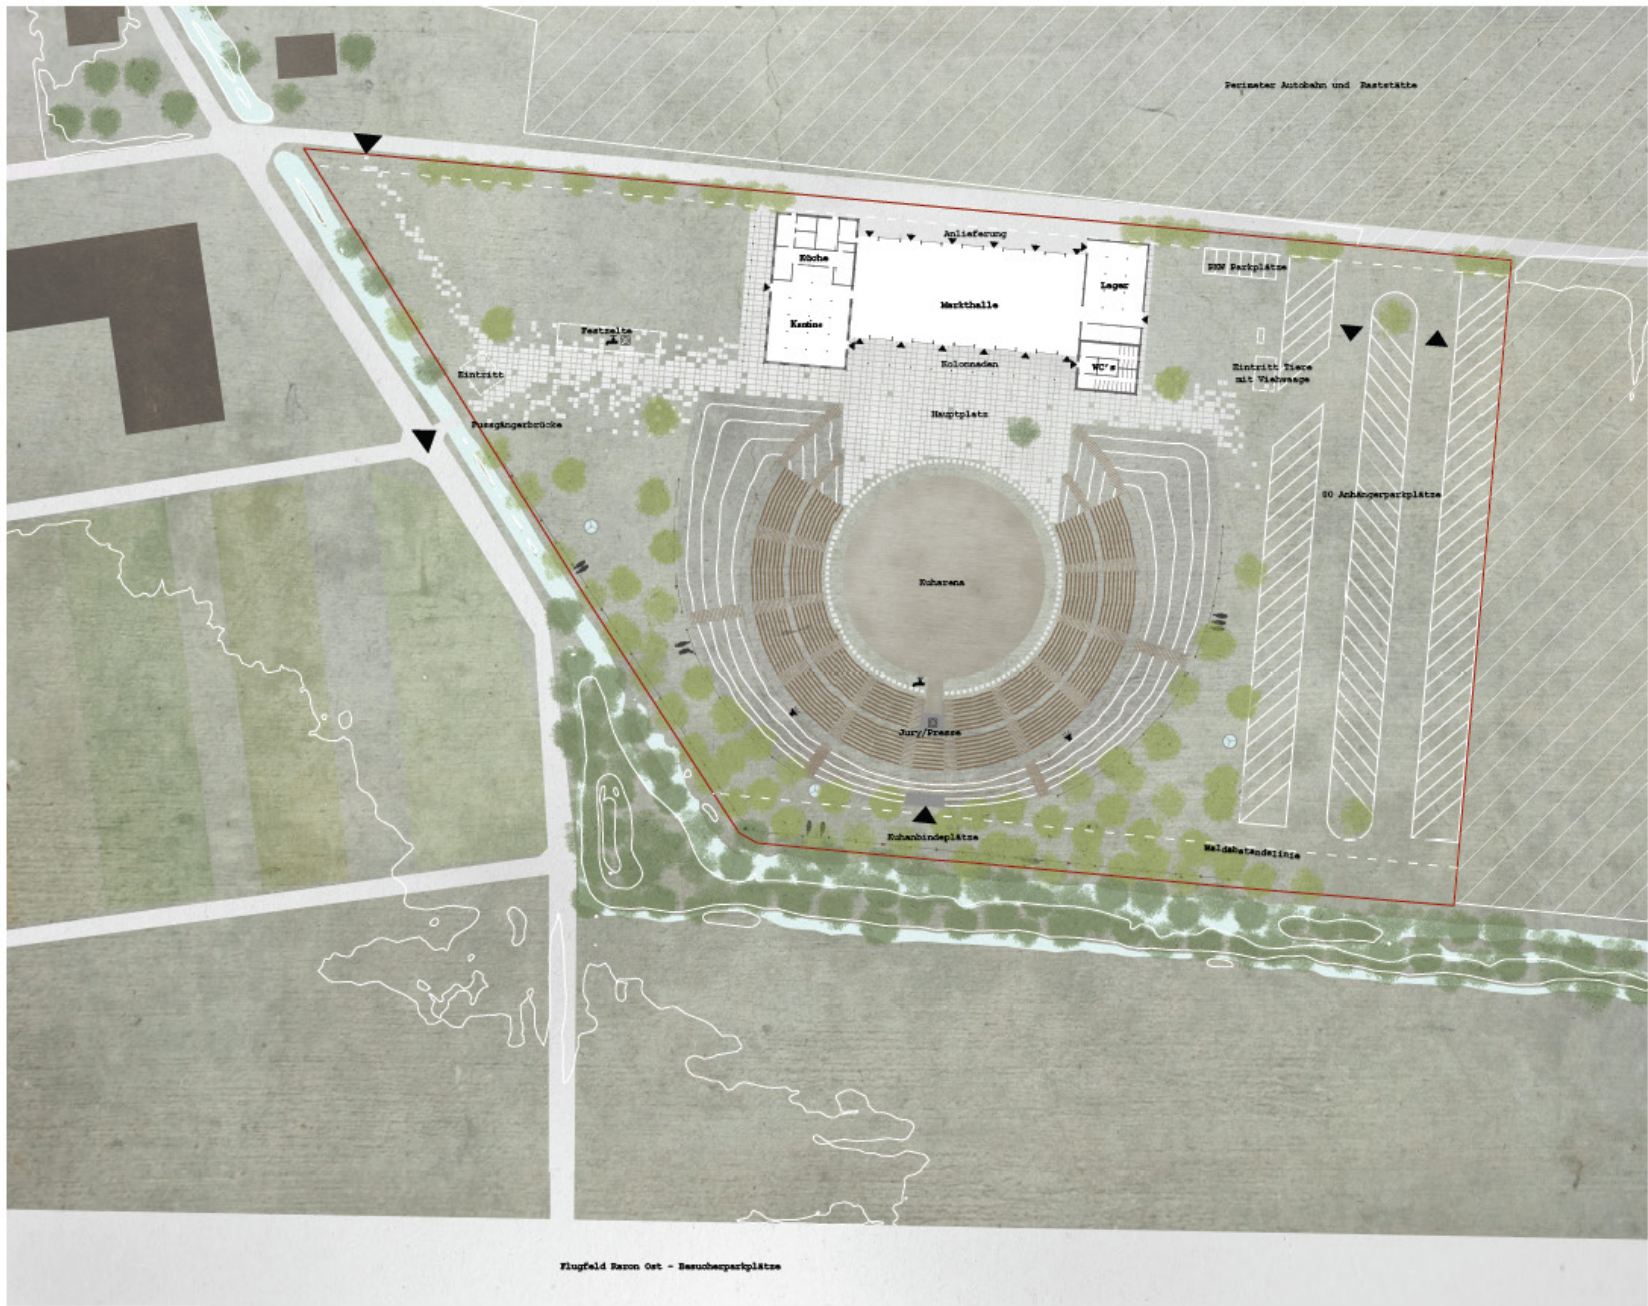 Perimeter Autobahn und Raststätte
Anlieferung
Küche
PKW Parkplätze
Lager
Markthalle
Kantine
Festzelte
Kolonnaden
WC's
Eintritt
Eintritt Tiere
mit Viehwaage
Hauptplatz
Fussgängerbrücke
80 Anhängerparkplätze
Kuharena
Jury/Presse
Kuhanbindeplätze
Waldabstandslinie
Flugfeld Raron Ost - Besucherparkplätze